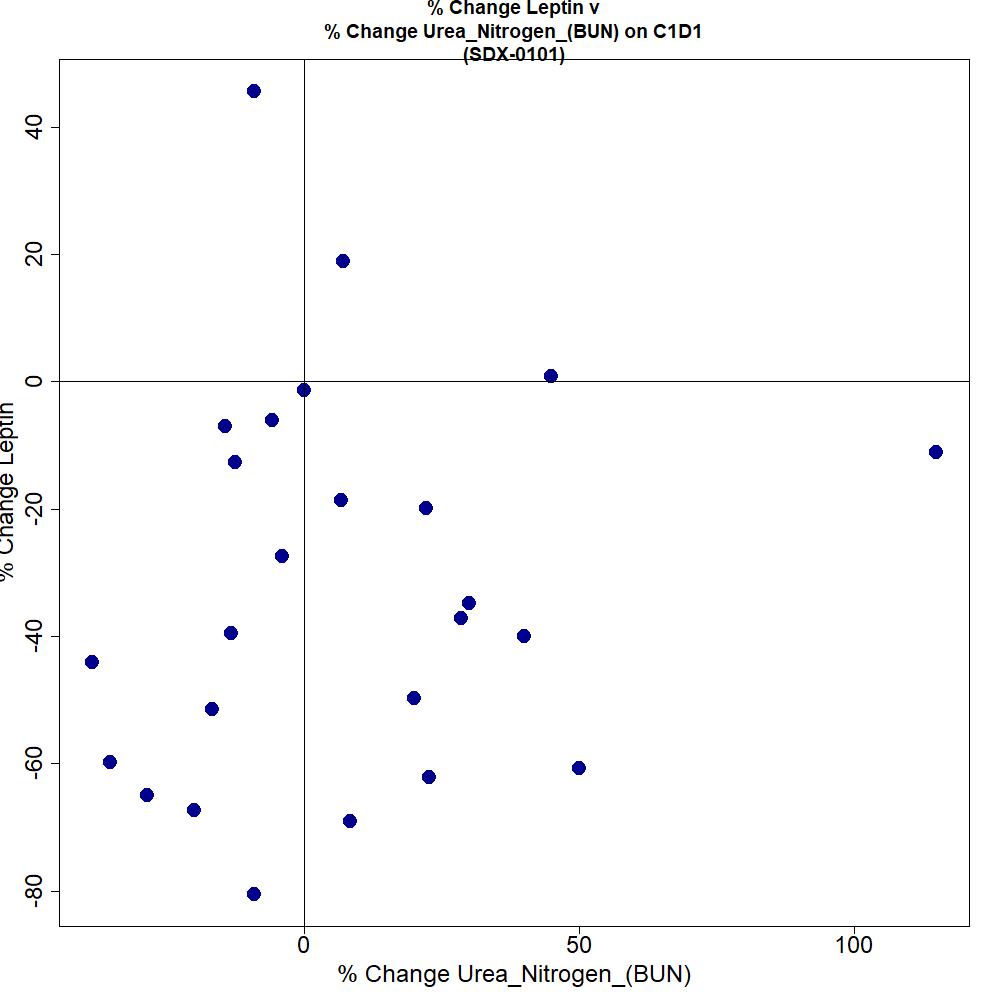 % Change Leptin v
% Change Urea_Nitrogen_(BUN) on C1D1
(SDX-0101)
% Change Leptin
40
20
0
-20
-40
-60
-80
0
50
100
% Change Urea_Nitrogen_(BUN)